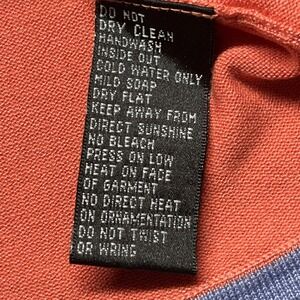 DO NOT
DRY CLEAN
HANDWASH
INSIDE OUT
COLD WATER ONLY
MILD SOAP
DRY FLAT
KEEP AWAY FROM
DIRECT SUNSHINE
NO BLEACH
PRESS ON LOW
HEAT ON FACE
OF GARMENT
NO DIRECT HEAT
ON ORNAMENTATION
DO NOT TWIST
OR WRING